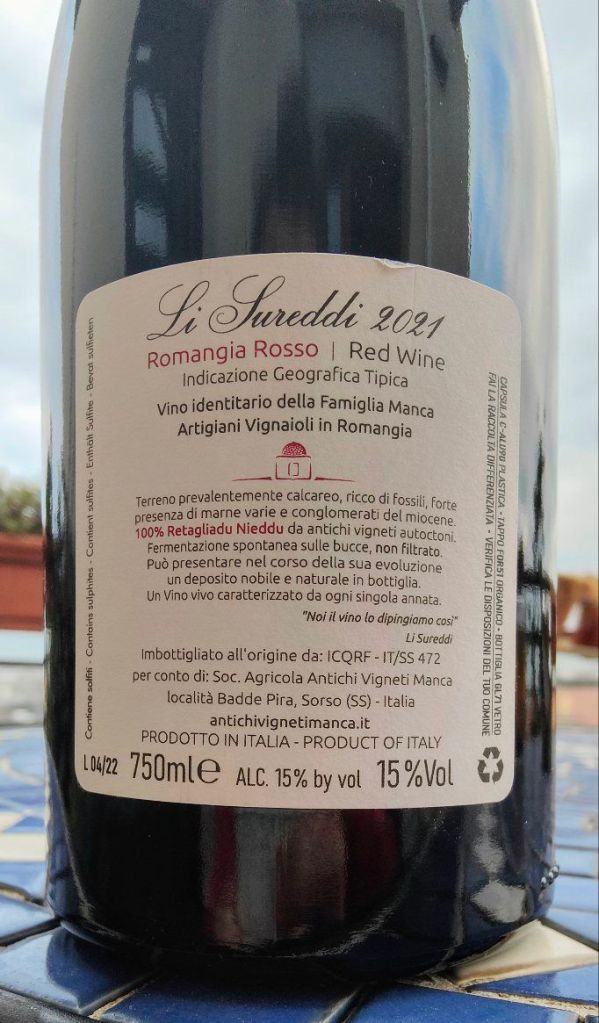 Li Sureddi 2021
Romangia Rosso | Red Wine
Indicazione Geografica Tipica
Vino identitario della Famiglia Manca
Artigiani Vignaioli in Romangia
Terreno prevalentemente calcareo, ricco di fossili, forte
presenza di marne varie e conglomerati del miocene.
100% Retagliadu Nieddu da antichi vigneti autoctoni.
Fermentazione spontanea sulle bucce, non filtrato.
Può presentare nel corso della sua evoluzione
un deposito nobile e naturale in bottiglia.
Un Vino vivo caratterizzato da ogni singola annata.
"Noi il vino lo dipingiamo così"
Li Sureddi
Imbottigliato all'origine da: ICQRF - IT/SS 472
per conto di: Soc. Agricola Antichi Vigneti Manca
località Badde Pira, Sorso (SS) - Italia
antichivignetimanca.it
PRODOTTO IN ITALIA - PRODUCT OF ITALY
L 04/22 750ml e ALC. 15% by vol 15%Vol
Contiene solfiti - Contains sulphites - Contient sulfites - Enthält Sulfite - Bevat sulfieten
CAPSULA C-ALU90 PLASTICA - TAPPO FOR51 ORGANICO - BOTTIGLIA GL71 VETRO
FAI LA RACCOLTA DIFFERENZIATA - VERIFICA LE DISPOSIZIONI DEL TUO COMUNE